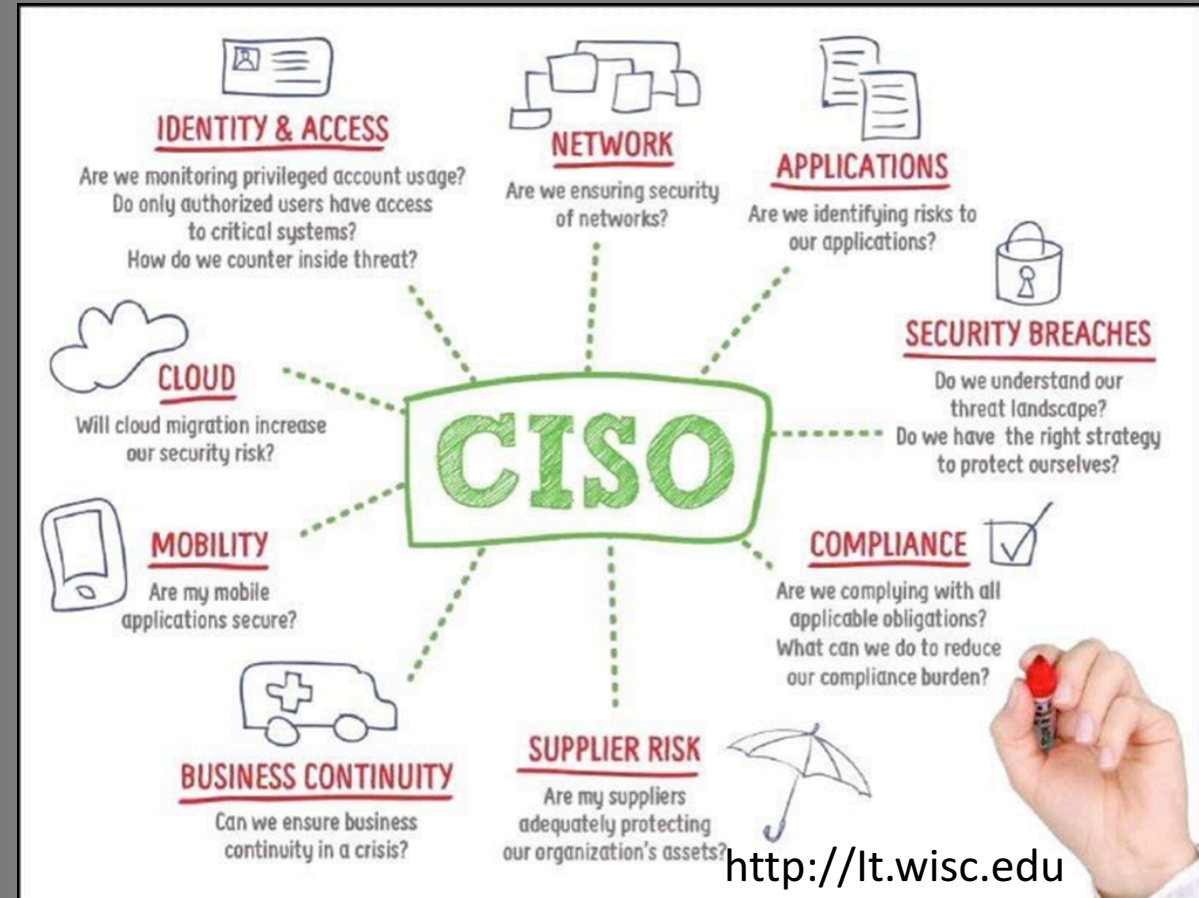 IDENTITY & ACCESS
Are we monitoring privileged account usage?
Do only authorized users have access
to critical systems?
How do we counter inside threat?
NETWORK
Are we ensuring security
of networks?
APPLICATIONS
Are we identifying risks to
our applications?
SECURITY BREACHES
Do we understand our
threat landscape?
Do we have the right strategy
to protect ourselves?
CLOUD
Will cloud migration increase
our security risk?
CISO
MOBILITY
Are my mobile
applications secure?
COMPLIANCE
Are we complying with all
applicable obligations?
What can we do to reduce
our compliance burden?
BUSINESS CONTINUITY
Can we ensure business
continuity in a crisis?
SUPPLIER RISK
Are my suppliers
adequately protecting
our organization's assets?
http://lt.wisc.edu